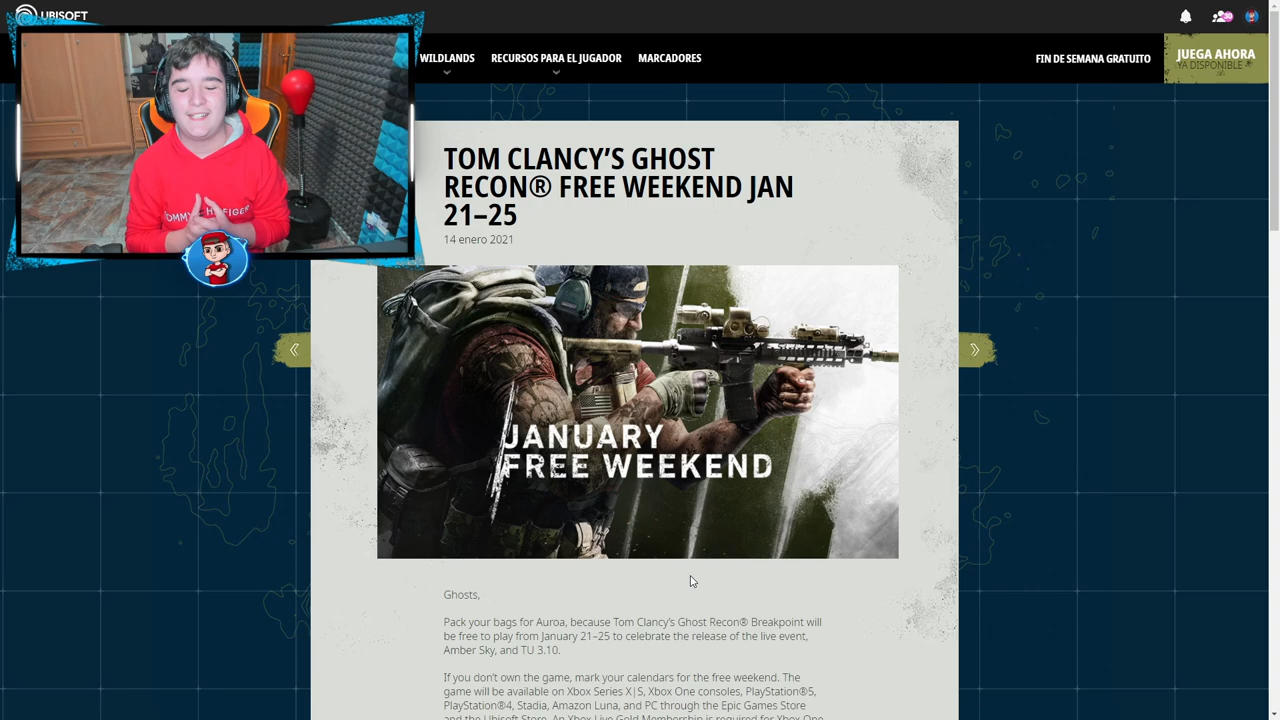 UBISOFT
30
WILDLANDS
RECURSOS PARA EL JUGADOR
MARCADORES
FIN DE SEMANA GRATUITO
JUEGA AHORA
YA DISPONIBLE
TOM CLANCY'S GHOST
RECON® FREE WEEKEND JAN
21–25
14 enero 2021
JANUARY
FREE WEEKEND
Ghosts,
Pack your bags for Auroa, because Tom Clancy's Ghost Recon® Breakpoint will
be free to play from January 21–25 to celebrate the release of the live event,
Amber Sky, and TU 3.10.
If you don't own the game, mark your calendars for the free weekend. The
game will be available on Xbox Series X|S, Xbox One consoles, PlayStation®5,
PlayStation®4, Stadia, Amazon Luna, and PC through the Epic Games Store
and the Ubisoft Store. An Xbox Live Gold Membership is required for Xbox One